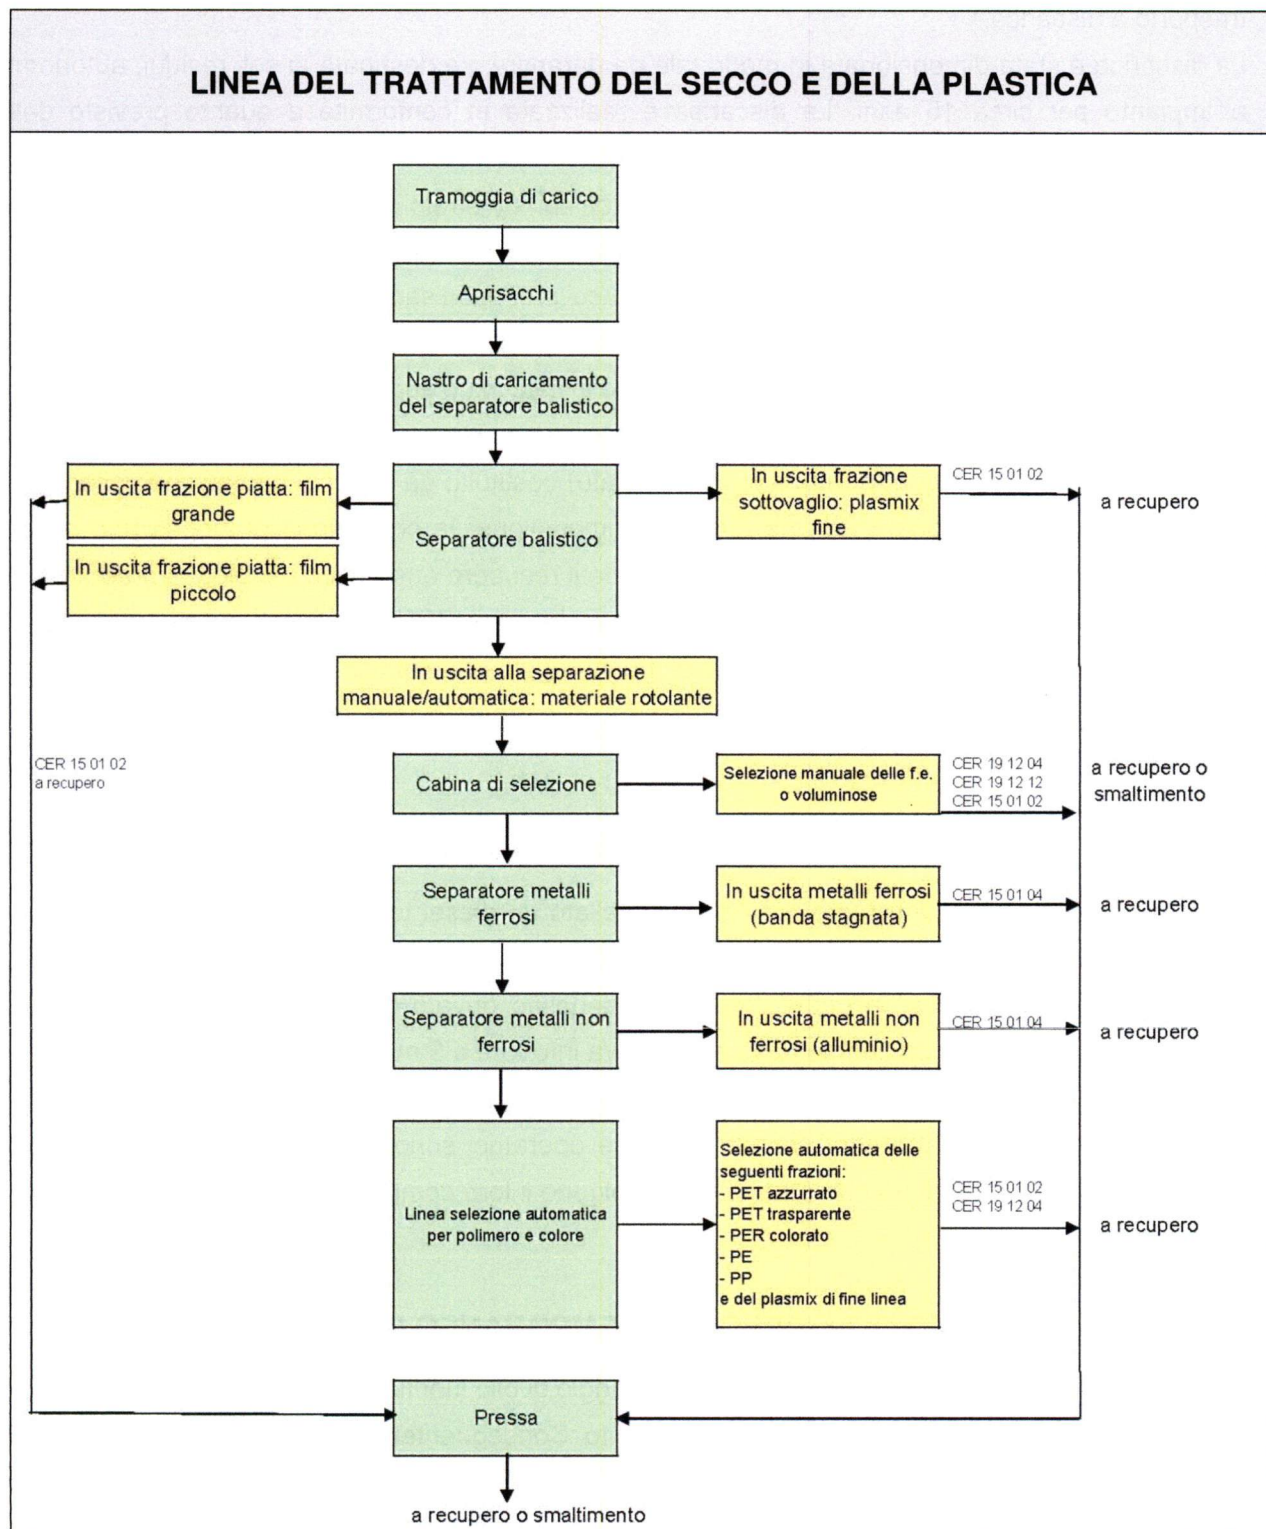 LINEA DEL TRATTAMENTO DEL SECCO E DELLA PLASTICA
Tramoggia di carico
Aprisacchi
Nastro di caricamento
del separatore balistico
In uscita frazione piatta: film
grande
In uscita frazione piatta: film
piccolo
Separatore balistico
In uscita frazione
sottovaglio: plasmix
fine
CER 15 01 02
a recupero
In uscita alla separazione
manuale/automatica: materiale rotolante
CER 15 01 02
a recupero
Cabina di selezione
Selezione manuale delle f.e.
o voluminose
CER 19 12 04
CER 19 12 12
CER 15 01 02
a recupero o
smaltimento
Separatore metalli
ferrosi
In uscita metalli ferrosi
(banda stagnata)
CER 15 01 04
a recupero
Separatore metalli non
ferrosi
In uscita metalli non
ferrosi (alluminio)
CER 15 01 04
a recupero
Linea selezione automatica
per polimero e colore
Selezione automatica delle
seguenti frazioni:
- PET azzurrato
- PET trasparente
- PER colorato
- PE
- PP
e del plasmix di fine linea
CER 15 01 02
CER 19 12 04
a recupero
Pressa
a recupero o smaltimento